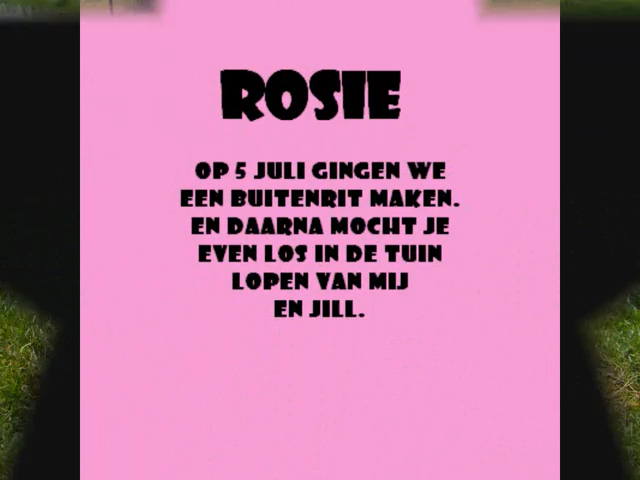 ROSIE
OP 5 JULI GINGEN WE
EEN BUITENRIT MAKEN.
EN DAARNA MOCHT JE
EVEN LOS IN DE TUIN
LOPEN VAN MIJ
EN JILL.